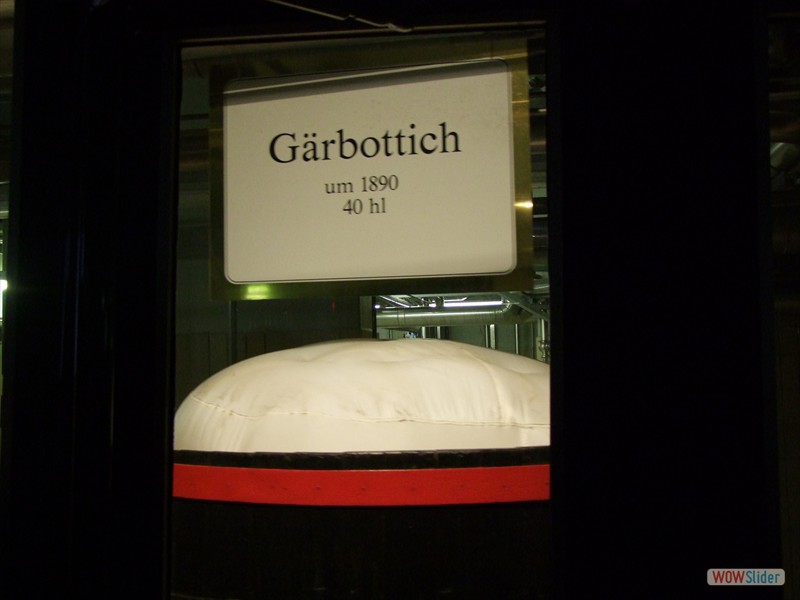 Gärbottich
um 1890
40 hl
WOWSlider